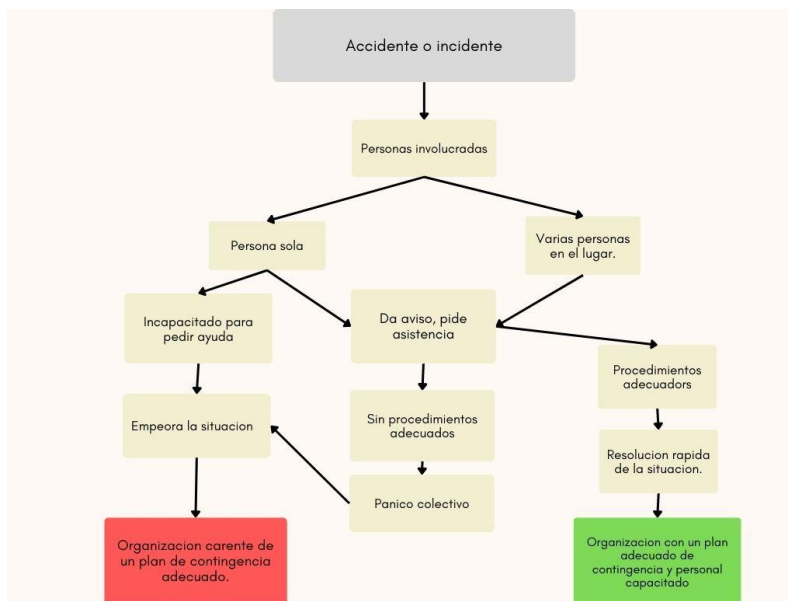 Accidente o incidente
Personas involucradas
Persona sola
Varias personas
en el lugar.
Incapacitado para
pedir ayuda
Da aviso, pide
asistencia
Procedimientos
adecuadors
Empeora la situacion
Sin procedimientos
adecuados
Resolucion rapida
de la situacion.
Panico colectivo
Organizacion carente de
un plan de contingencia
adecuado.
Organizacion con un plan
adecuado de
contingencia y personal
capacitado